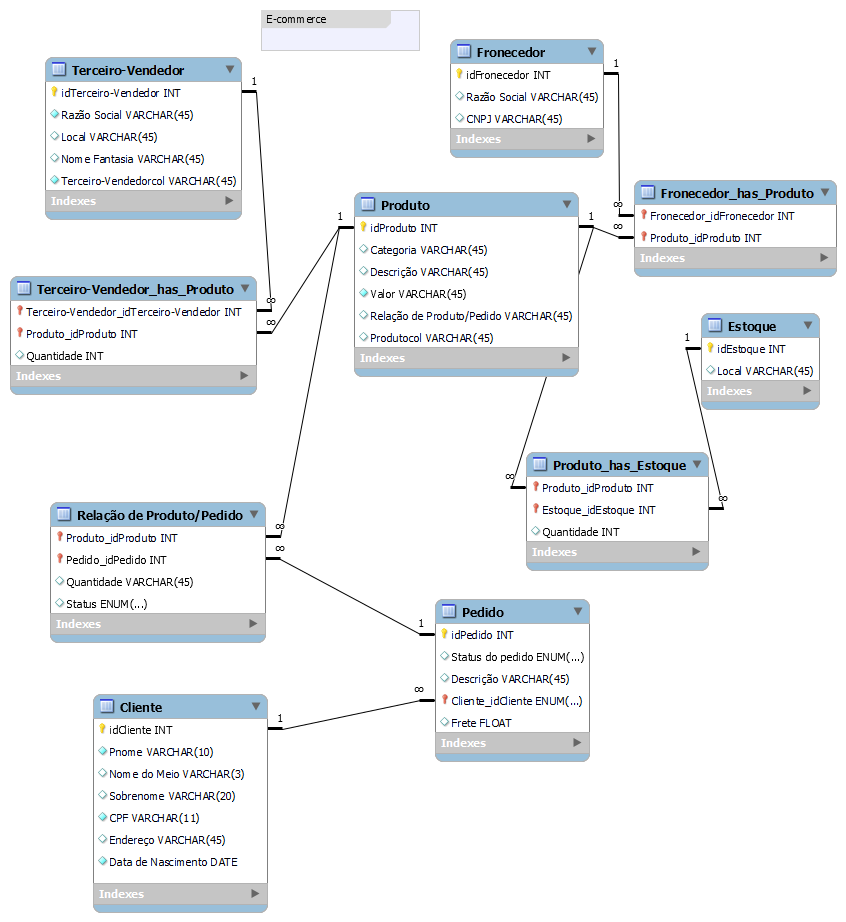 E-commerce
Terceiro-Vendedor
idTerceiro-Vendedor INT
Razão Social VARCHAR(45)
Local VARCHAR(45)
Nome Fantasia VARCHAR(45)
Terceiro-Vendedorcol VARCHAR(45)
Indexes
1
Fronecedor
idFronecedor INT
Razão Social VARCHAR(45)
CNPJ VARCHAR(45)
Indexes
1
Fronecedor_has_Produto
Fronecedor_idFronecedor INT
Produto_idProduto INT
Indexes
∞
∞
Produto
idProduto INT
Categoria VARCHAR(45)
Descrição VARCHAR(45)
Valor VARCHAR(45)
Relação de Produto/Pedido VARCHAR(45)
Produtocol VARCHAR(45)
Indexes
1
1
Terceiro-Vendedor_has_Produto
Terceiro-Vendedor_idTerceiro-Vendedor INT
Produto_idProduto INT
Quantidade INT
Indexes
∞
∞
Estoque
idEstoque INT
Local VARCHAR(45)
Indexes
1
Produto_has_Estoque
Produto_idProduto INT
Estoque_idEstoque INT
Quantidade INT
Indexes
∞
∞
Relação de Produto/Pedido
Produto_idProduto INT
Pedido_idPedido INT
Quantidade VARCHAR(45)
Status ENUM(...)
Indexes
∞
∞
Pedido
idPedido INT
Status do pedido ENUM(...)
Descrição VARCHAR(45)
Cliente_idCliente ENUM(...)
Frete FLOAT
Indexes
1
∞
Cliente
idCliente INT
Pnome VARCHAR(10)
Nome do Meio VARCHAR(3)
Sobrenome VARCHAR(20)
CPF VARCHAR(11)
Endereço VARCHAR(45)
Data de Nascimento DATE
Indexes
1